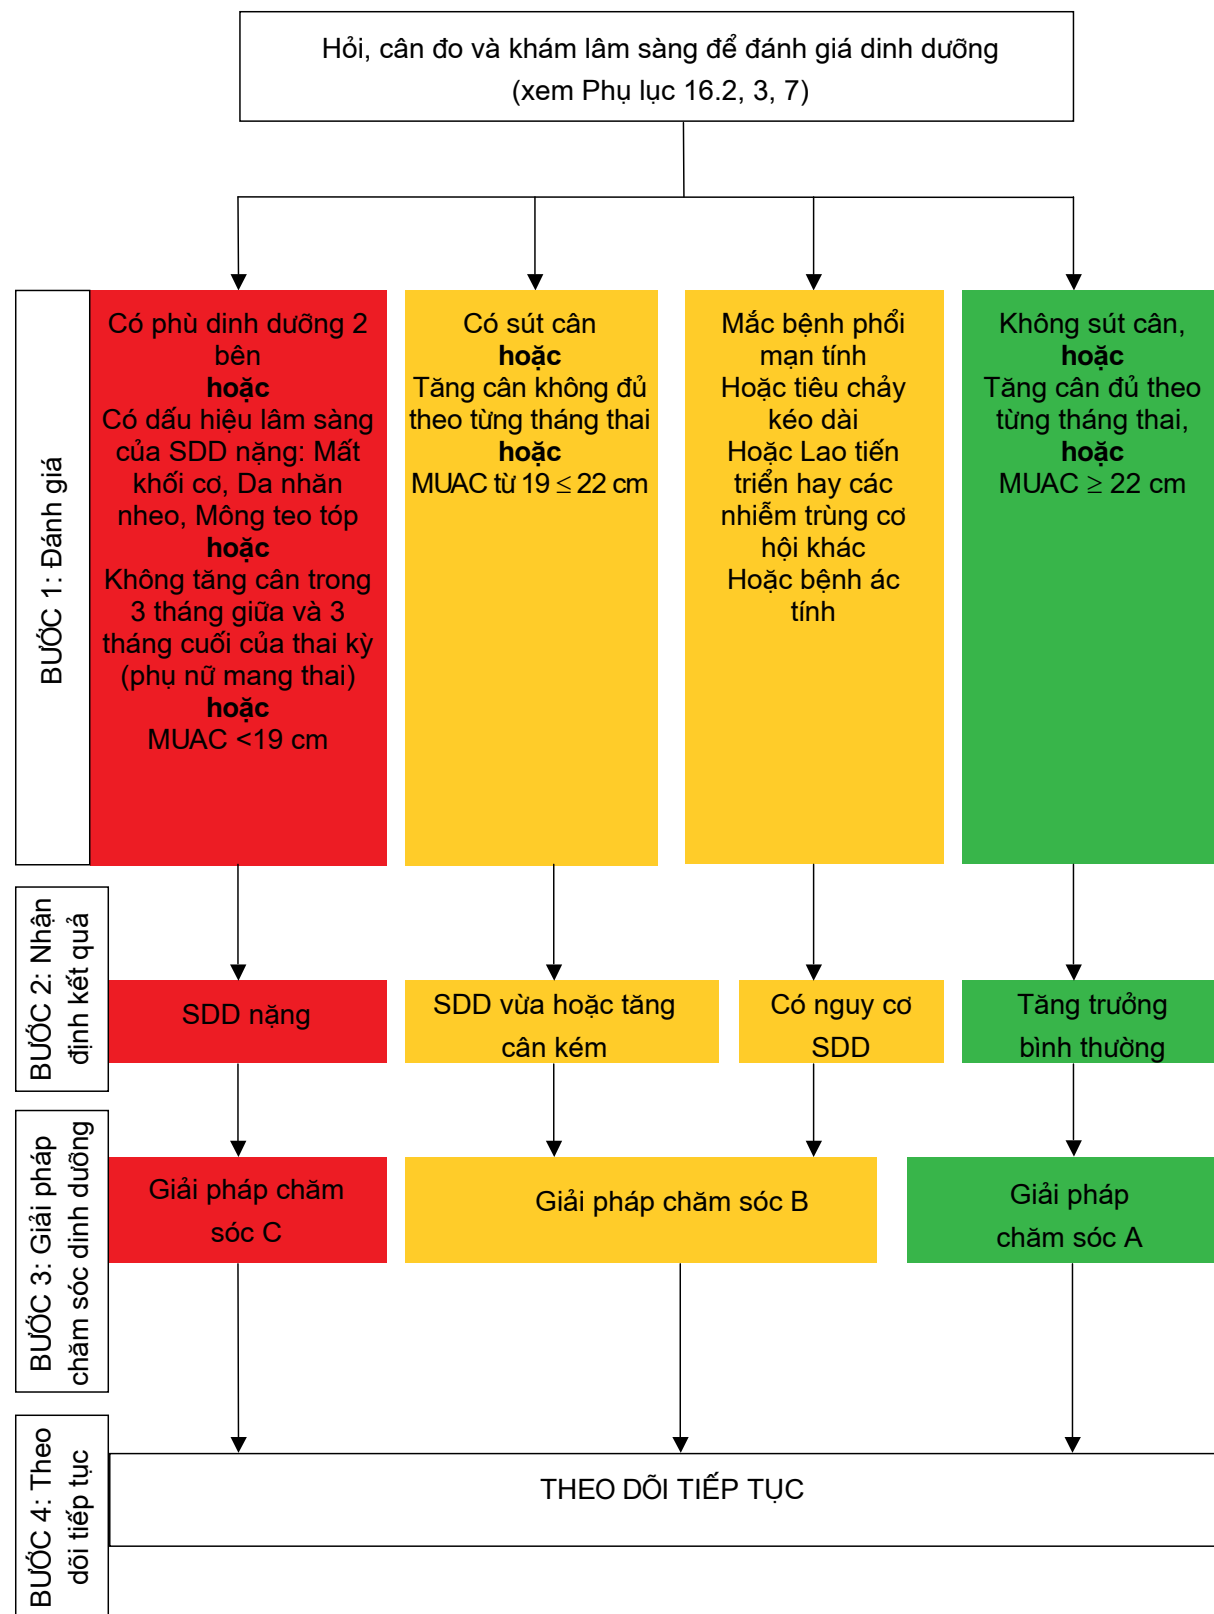 Hỏi, cân đo và khám lâm sàng để đánh giá dinh dưỡng
(xem Phụ lục 16.2, 3, 7)
BƯỚC 1: Đánh giá
Có phù dinh dưỡng 2
bên
hoặc
Có dấu hiệu lâm sàng
của SDD nặng: Mất
khối cơ, Da nhăn
nheo, Mông teo tóp
hoặc
Không tăng cân trong
3 tháng giữa và 3
tháng cuối của thai kỳ
(phụ nữ mang thai)
hoặc
MUAC <19 cm
Có sút cân
hoặc
Tăng cân không đủ
theo từng tháng thai
hoặc
MUAC từ 19 ≤ 22 cm
Mắc bệnh phổi
mạn tính
Hoặc tiêu chảy
kéo dài
Hoặc Lao tiến
triển hay các
nhiễm trùng cơ
hội khác
Hoặc bệnh ác
tính
Không sút cân,
hoặc
Tăng cân đủ theo
từng tháng thai,
hoặc
MUAC ≥ 22 cm
BƯỚC 2: Nhận
định kết quả
SDD nặng
SDD vừa hoặc tăng
cân kém
Có nguy cơ
SDD
Tăng trưởng
bình thường
BƯỚC 3: Giải pháp
chăm sóc dinh dưỡng
Giải pháp chăm
sóc C
Giải pháp chăm sóc B
Giải pháp
chăm sóc A
BƯỚC 4: Theo
dõi tiếp tục
THEO DÕI TIẾP TỤC